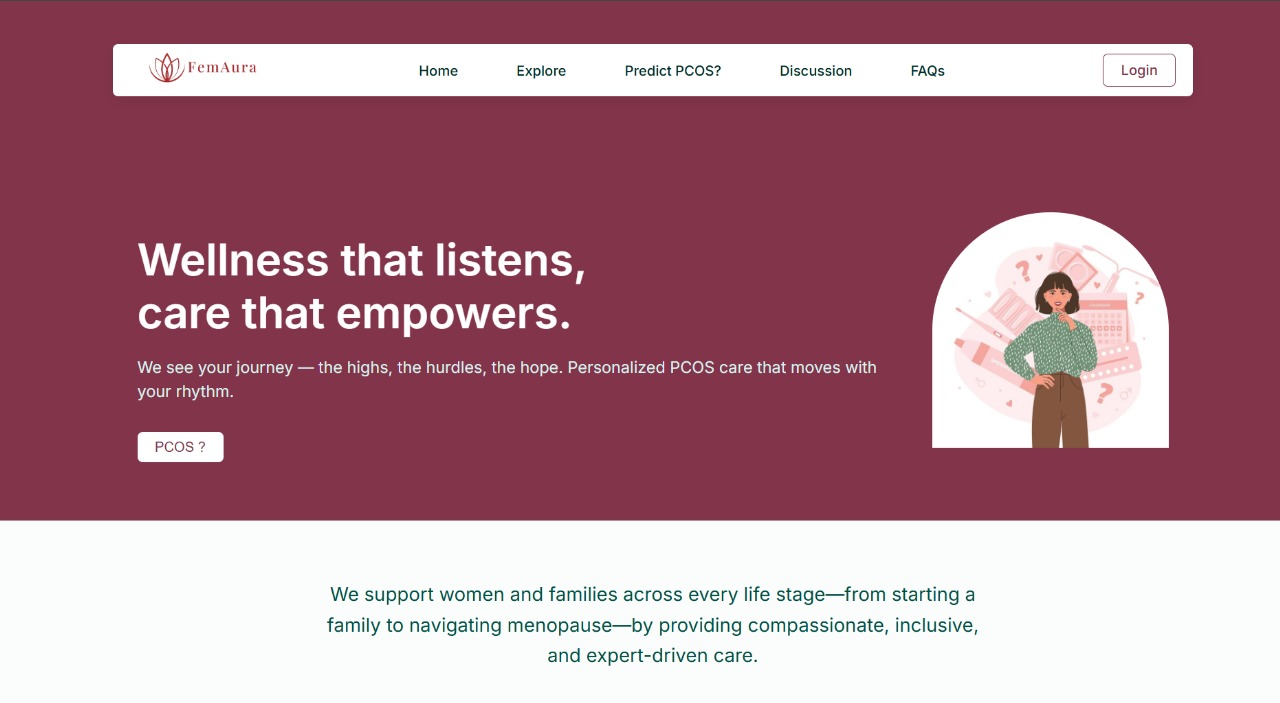 FemAura
Home
Explore
Predict PCOS?
Discussion
FAQs
Login
Wellness that listens,
care that empowers.
We see your journey — the highs, the hurdles, the hope. Personalized PCOS care that moves with
your rhythm.
PCOS ?
We support women and families across every life stage—from starting a
family to navigating menopause—by providing compassionate, inclusive,
and expert-driven care.